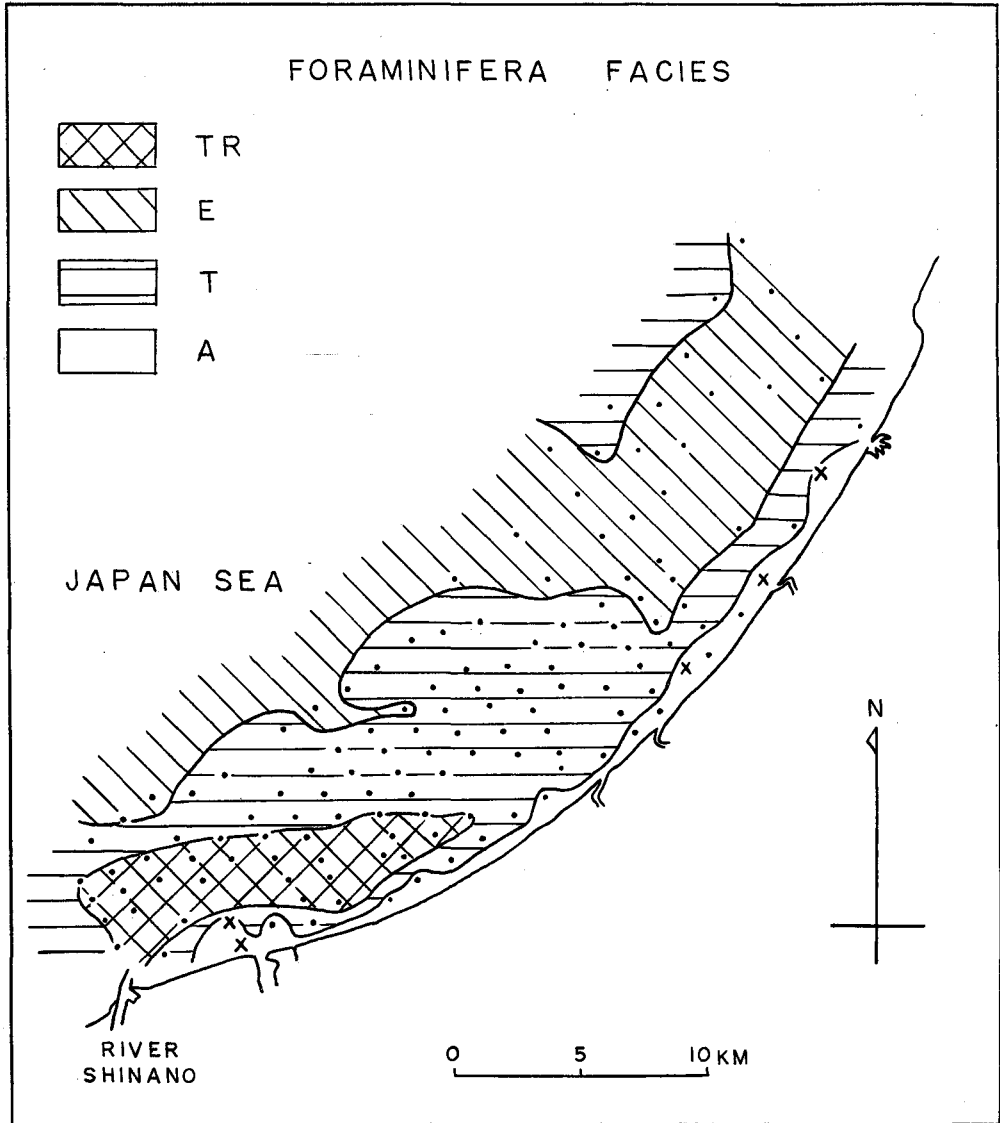 FORAMINIFERA FACIES
TR
E
T
A
JAPAN SEA
N
RIVER
SHINANO
0 5 10 KM